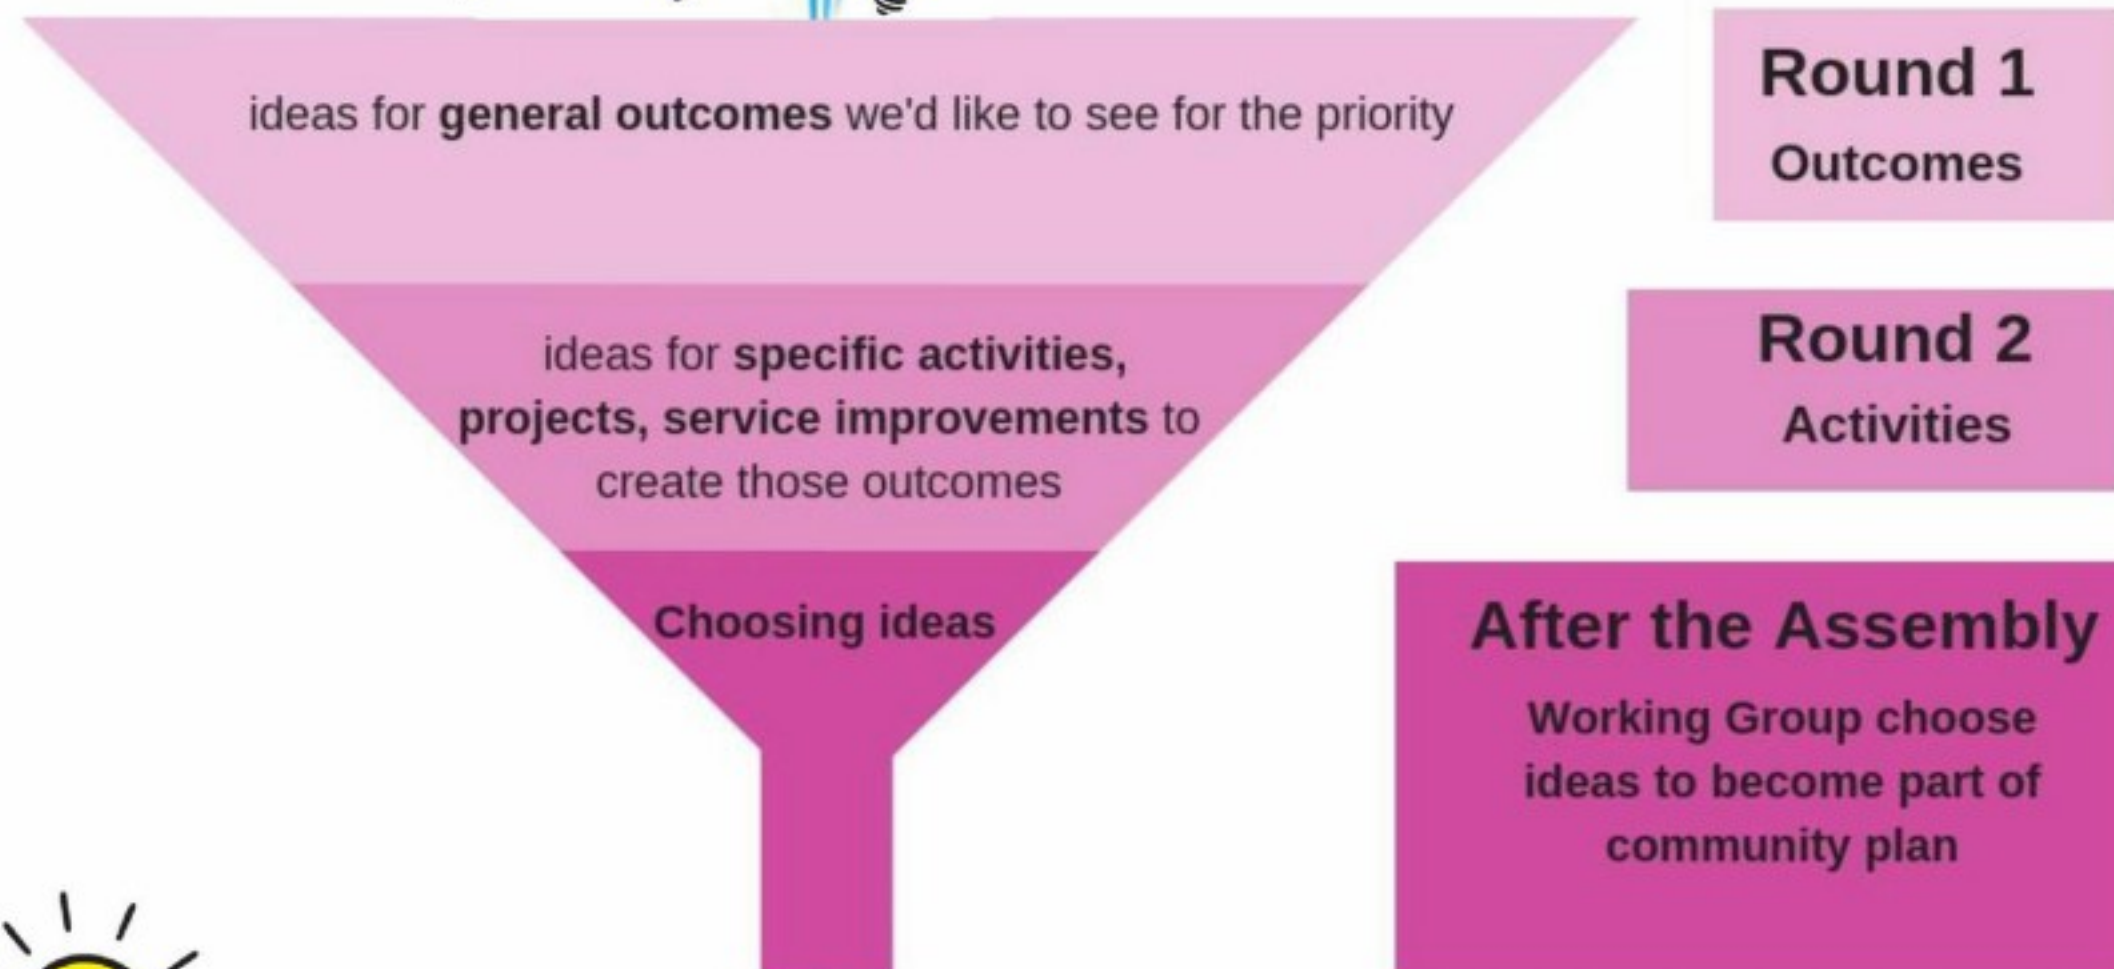 ideas for general outcomes we'd like to see for the priority
Round 1
Outcomes
ideas for specific activities,
projects, service improvements to
create those outcomes
Round 2
Activities
Choosing ideas
After the Assembly
Working Group choose
ideas to become part of
community plan